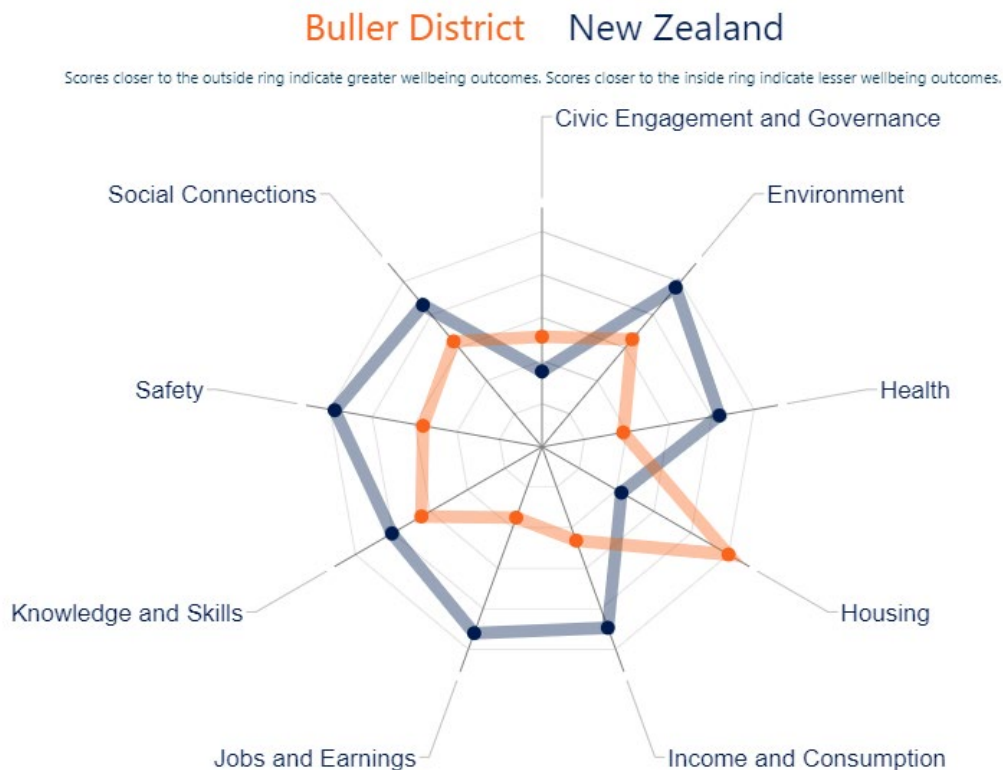 Buller District New Zealand
Scores closer to the outside ring indicate greater wellbeing outcomes. Scores closer to the inside ring indicate lesser wellbeing outcomes.
Civic Engagement and Governance
Social Connections
Environment
Safety
Health
Knowledge and Skills
Housing
Jobs and Earnings
Income and Consumption